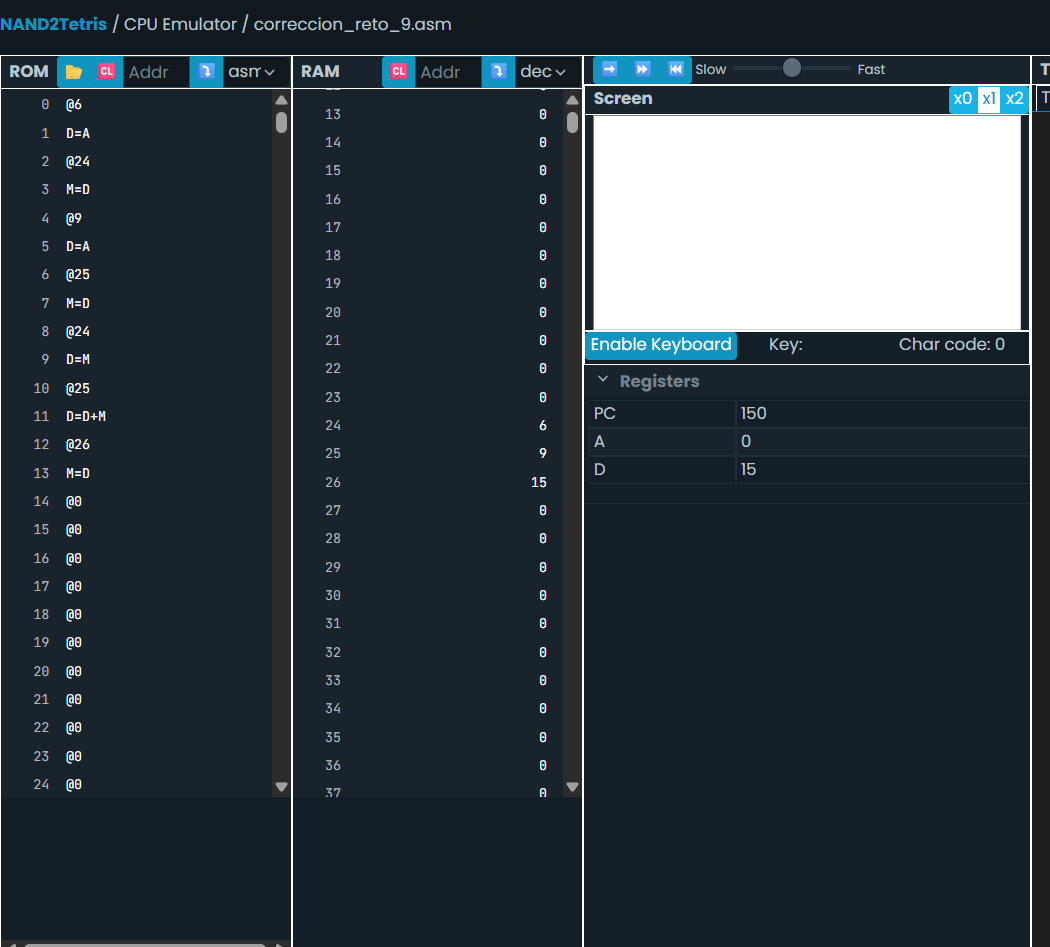 NAND2Tetris / CPU Emulator / correccion_reto_9.asm
ROM CL Addr asm
0 @6
1 D=A
2 @24
3 M=D
4 @9
5 D=A
6 @25
7 M=D
8 @24
9 D=M
10 @25
11 D=D+M
12 @26
13 M=D
14 @0
15 @0
16 @0
17 @0
18 @0
19 @0
20 @0
21 @0
22 @0
23 @0
24 @0
RAM CL Addr dec
13 0
14 0
15 0
16 0
17 0
18 0
19 0
20 0
21 0
22 0
23 0
24 6
25 9
26 15
27 0
28 0
29 0
30 0
31 0
32 0
33 0
34 0
35 0
36 0
37 0
Slow Fast
Screen x0 x1 x2
Enable Keyboard Key: Char code: 0
Registers
PC 150
A 0
D 15